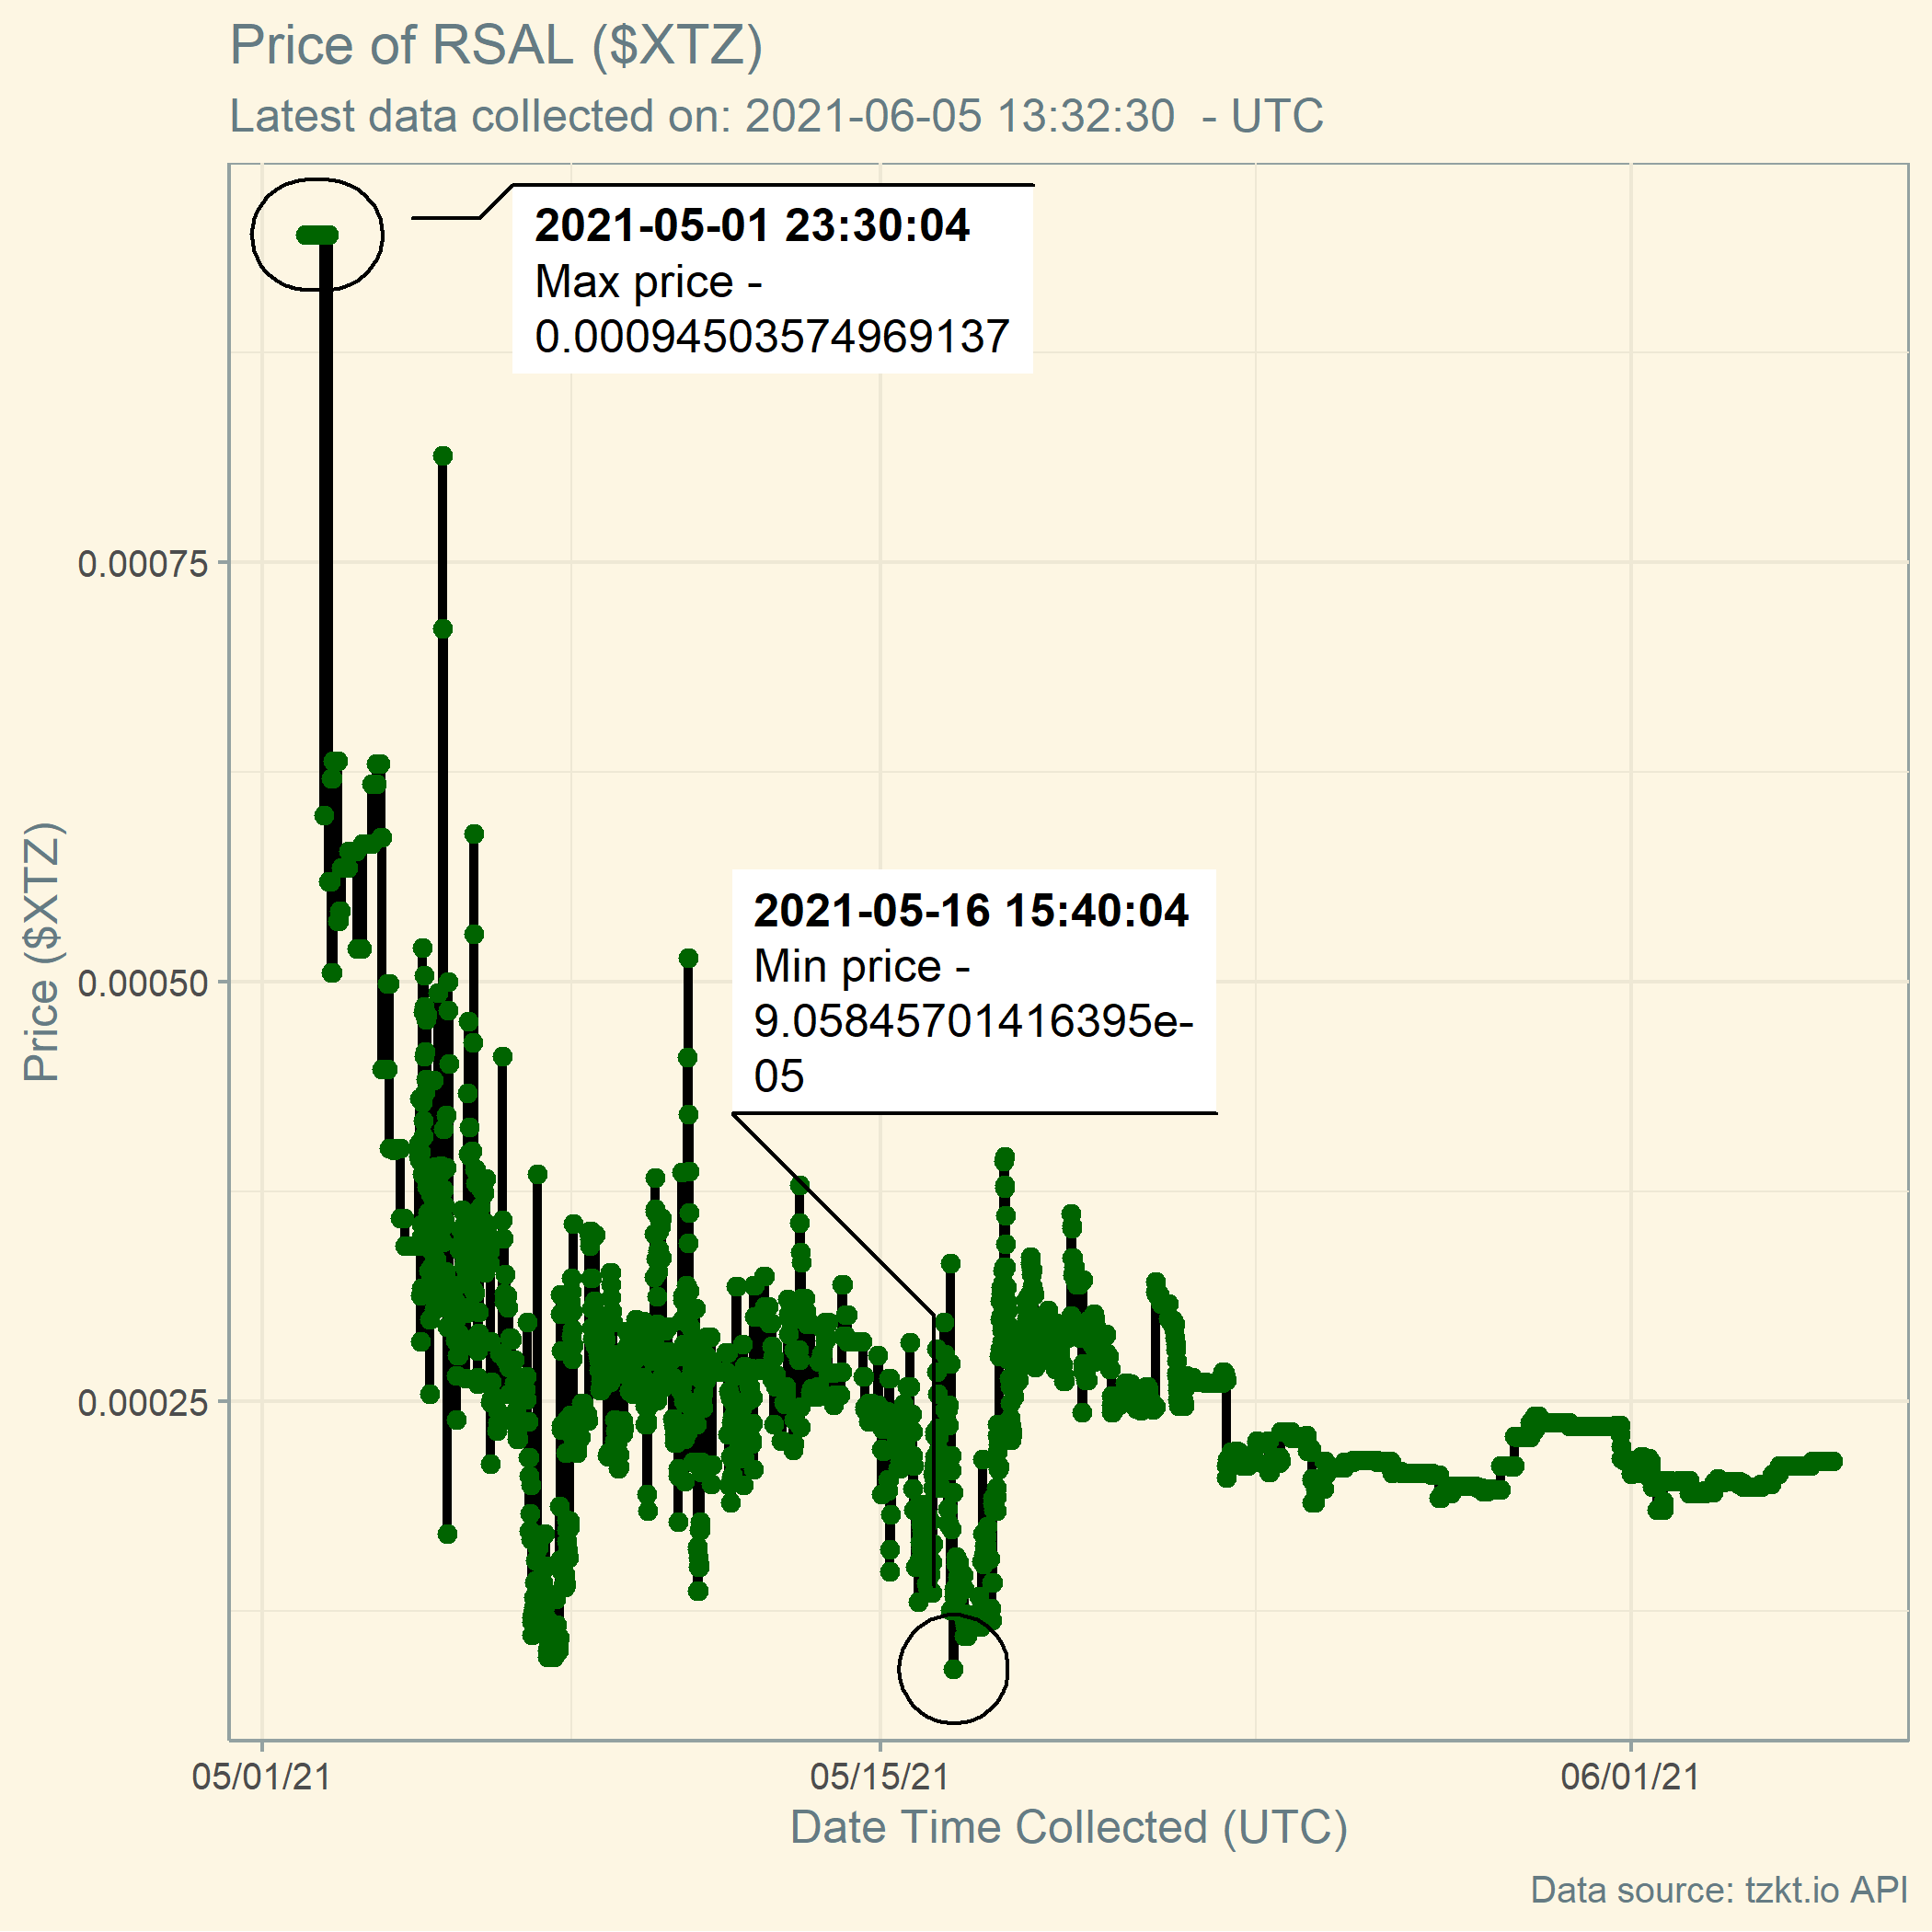 Price of RSAL ($XTZ)
Latest data collected on: 2021-06-05 13:32:30  - UTC
2021-05-01 23:30:04
Max price -
0.000945035749691​37
0.00075
Price ($XTZ)
2021-05-16 15:40:04
Min price -
9.05845701416395e-
05
0.00050
0.00025
05/01/21
05/15/21
06/01/21
Date Time Collected (UTC)
Data source: tzkt.io API